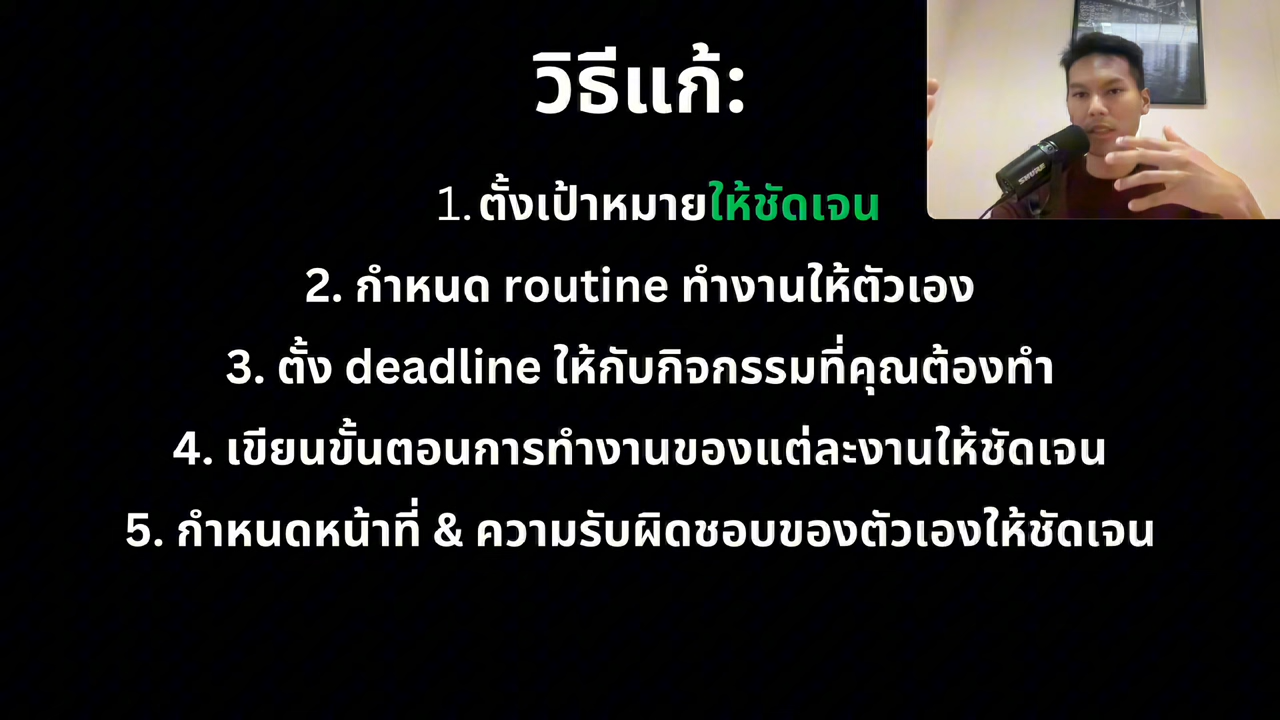 วิธีแก้:
1. ตั้งเป้าหมายให้ชัดเจน
2. กำหนด routine ทำงานให้ตัวเอง
3. ตั้ง deadline ให้กับกิจกรรมที่คุณต้องทำ
4. เขียนขั้นตอนการทำงานของแต่ละงานให้ชัดเจน
5. กำหนดหน้าที่ & ความรับผิดชอบของตัวเองให้ชัดเจน
SHURE